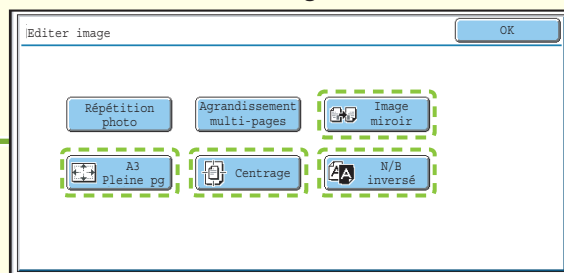 Editer image
OK
Répétition
photo
Agrandissement
multi-pages
Image
miroir
A3
Pleine pg
Centrage
N/B
inversé